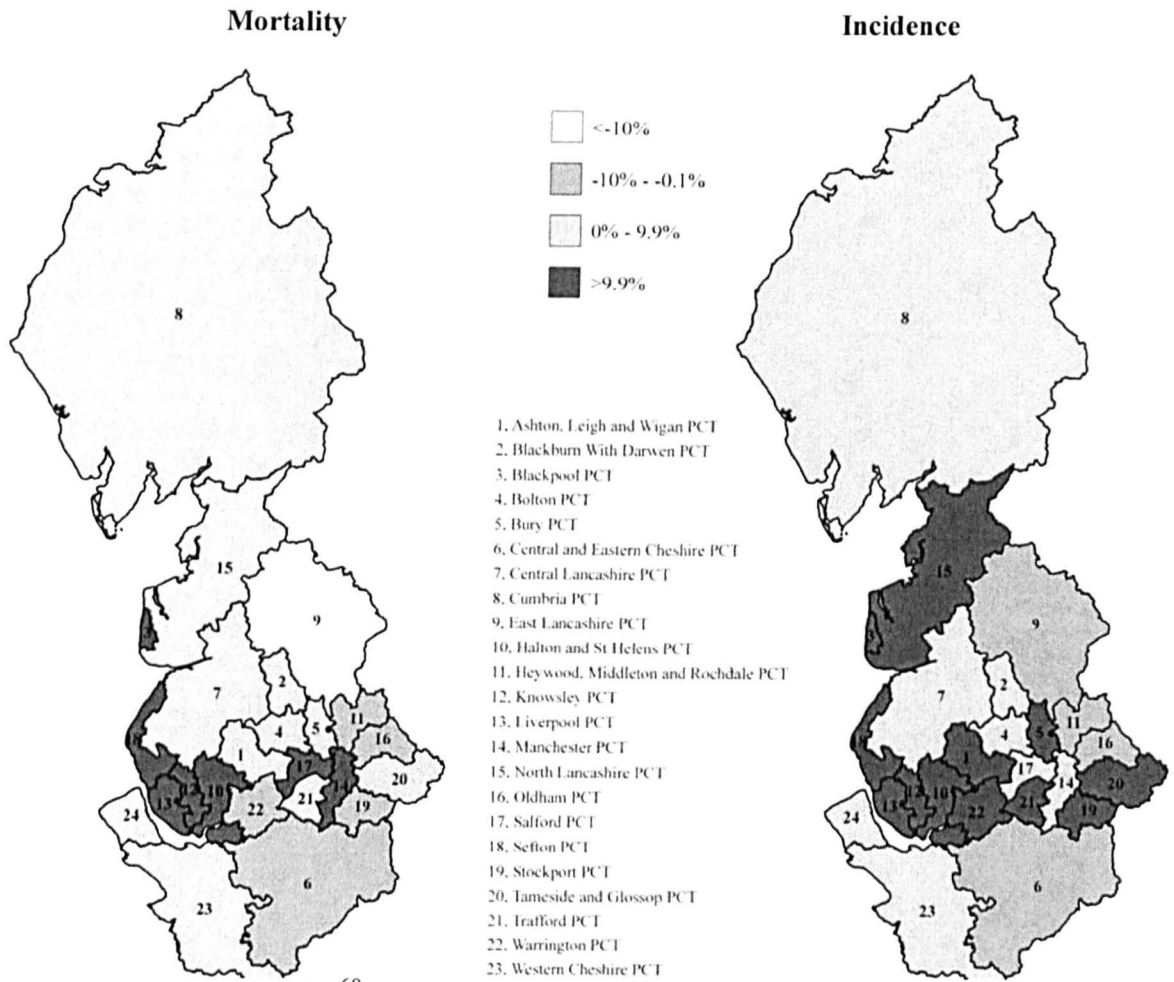 Mortality
Incidence
<-10%
-10% - -0.1%
0% - 9.9%
>9.9%
1, Ashton, Leigh and Wigan PCT
2, Blackburn With Darwen PCT
3, Blackpool PCT
4, Bolton PCT
5, Bury PCT
6, Central and Eastern Cheshire PCT
7, Central Lancashire PCT
8, Cumbria PCT
9, East Lancashire PCT
10, Halton and St Helens PCT
11, Heywood, Middleton and Rochdale PCT
12, Knowsley PCT
13, Liverpool PCT
14, Manchester PCT
15, North Lancashire PCT
16, Oldham PCT
17, Salford PCT
18, Sefton PCT
19, Stockport PCT
20, Tameside and Glossop PCT
21, Trafford PCT
22, Warrington PCT
23, Western Cheshire PCT
8
15
9
3
7
2
5
11
4
16
18
1
17
20
14
12
10
13
21
22
19
24
6
23
8
15
9
3
7
2
11
5
4
16
18
1
17
20
14
12
10
13
21
22
19
24
6
23